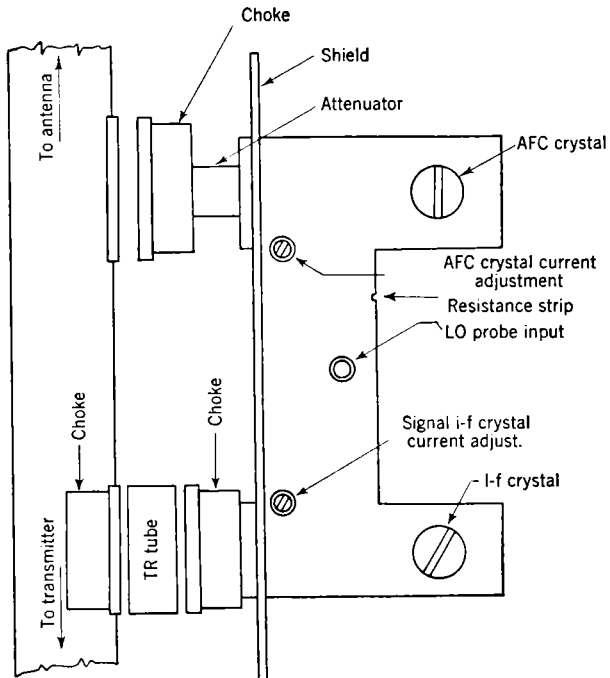 Choke
Shield
Attenuator
To antenna
AFC crystal
AFC crystal current
adjustment
Resistance strip
LO probe input
Choke
Choke
Signal i-f crystal
current adjust.
I-f crystal
TR tube
To transmitter